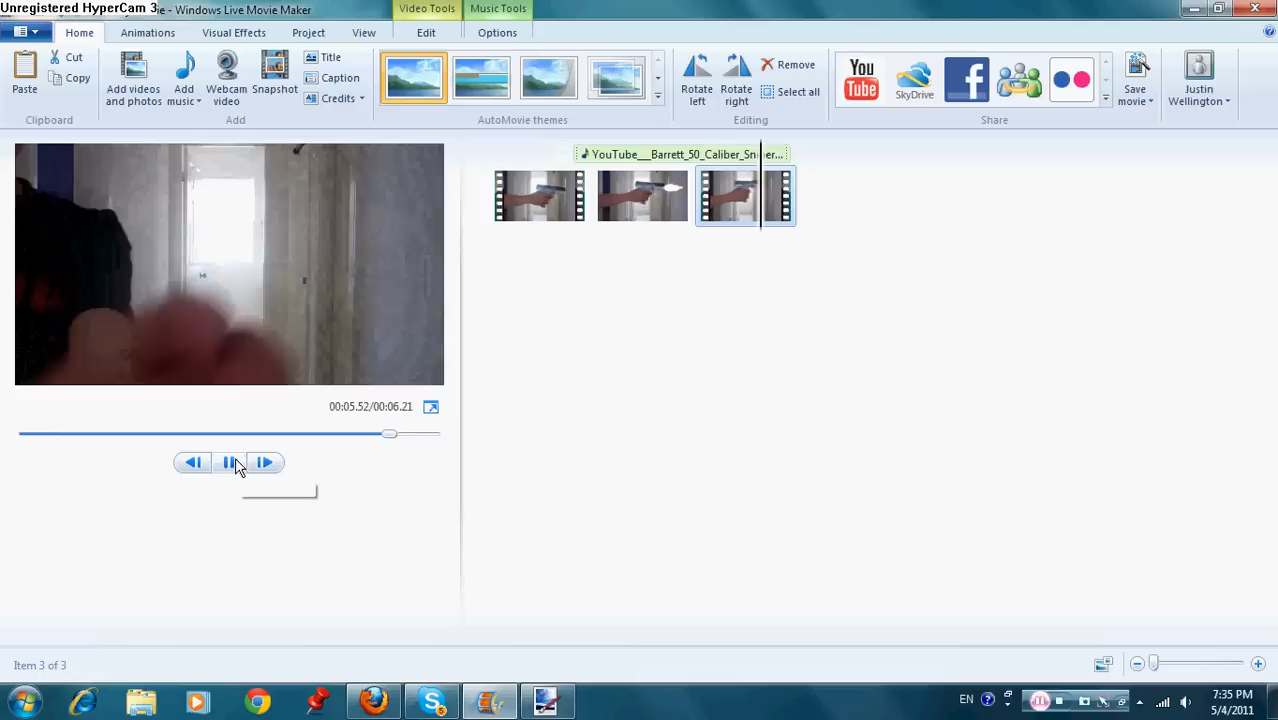 Unregistered HyperCam 3
e - Windows Live Movie Maker
Video Tools
Music Tools
Home
Animations
Visual Effects
Project
View
Edit
Options
Paste
Cut
Copy
Clipboard
Add videos and photos
Add music
Webcam video
Snapshot
Title
Caption
Credits
Add
AutoMovie themes
Rotate left
Rotate right
Remove
Select all
Editing
You Tube
SkyDrive
f
Share
Save movie
Justin Wellington
YouTube___Barrett_50_Caliber_Sniper...
00:05.52/00:06.21
Item 3 of 3
EN
7:35 PM
5/4/2011